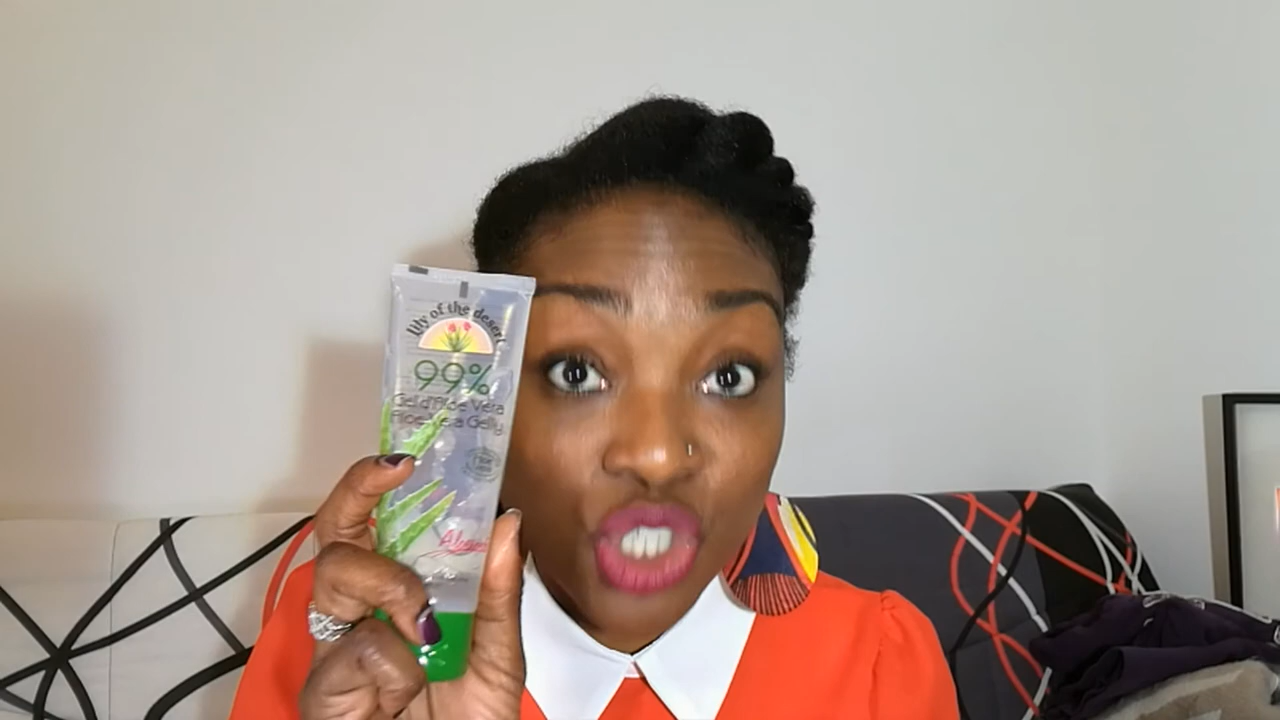 lily of the desert
99%
Gel d'Aloe Vera
Aloe Vera Gelly